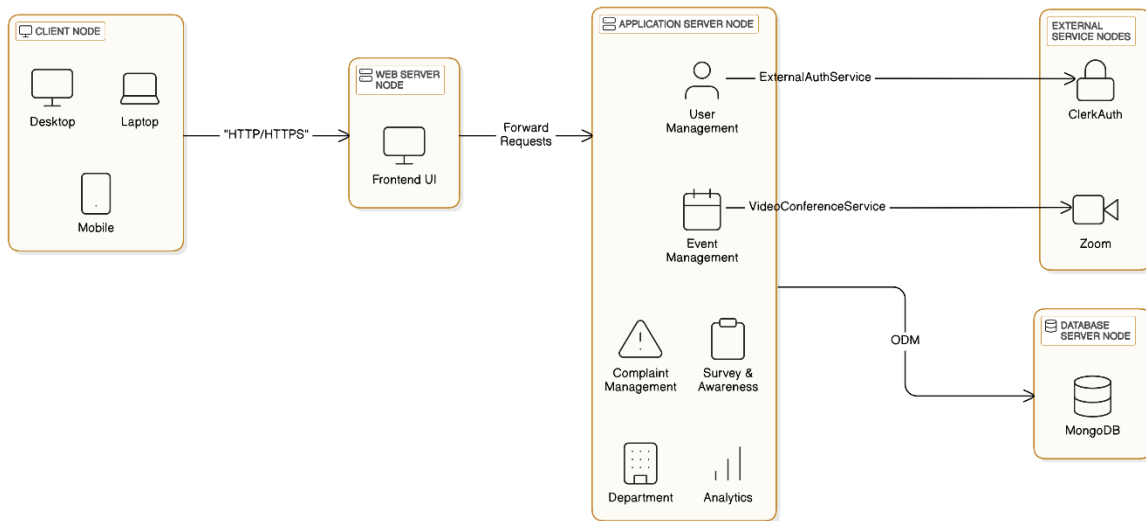 CLIENT NODE
Desktop
Laptop
Mobile
"HTTP/HTTPS"
WEB SERVER
NODE
Frontend UI
Forward
Requests
APPLICATION SERVER NODE
User
Management
ExternalAuthService
Event
Management
VideoConferenceService
Complaint
Management
Survey &
Awareness
Department
Analytics
EXTERNAL
SERVICE NODES
ClerkAuth
Zoom
ODM
DATABASE
SERVER NODE
MongoDB